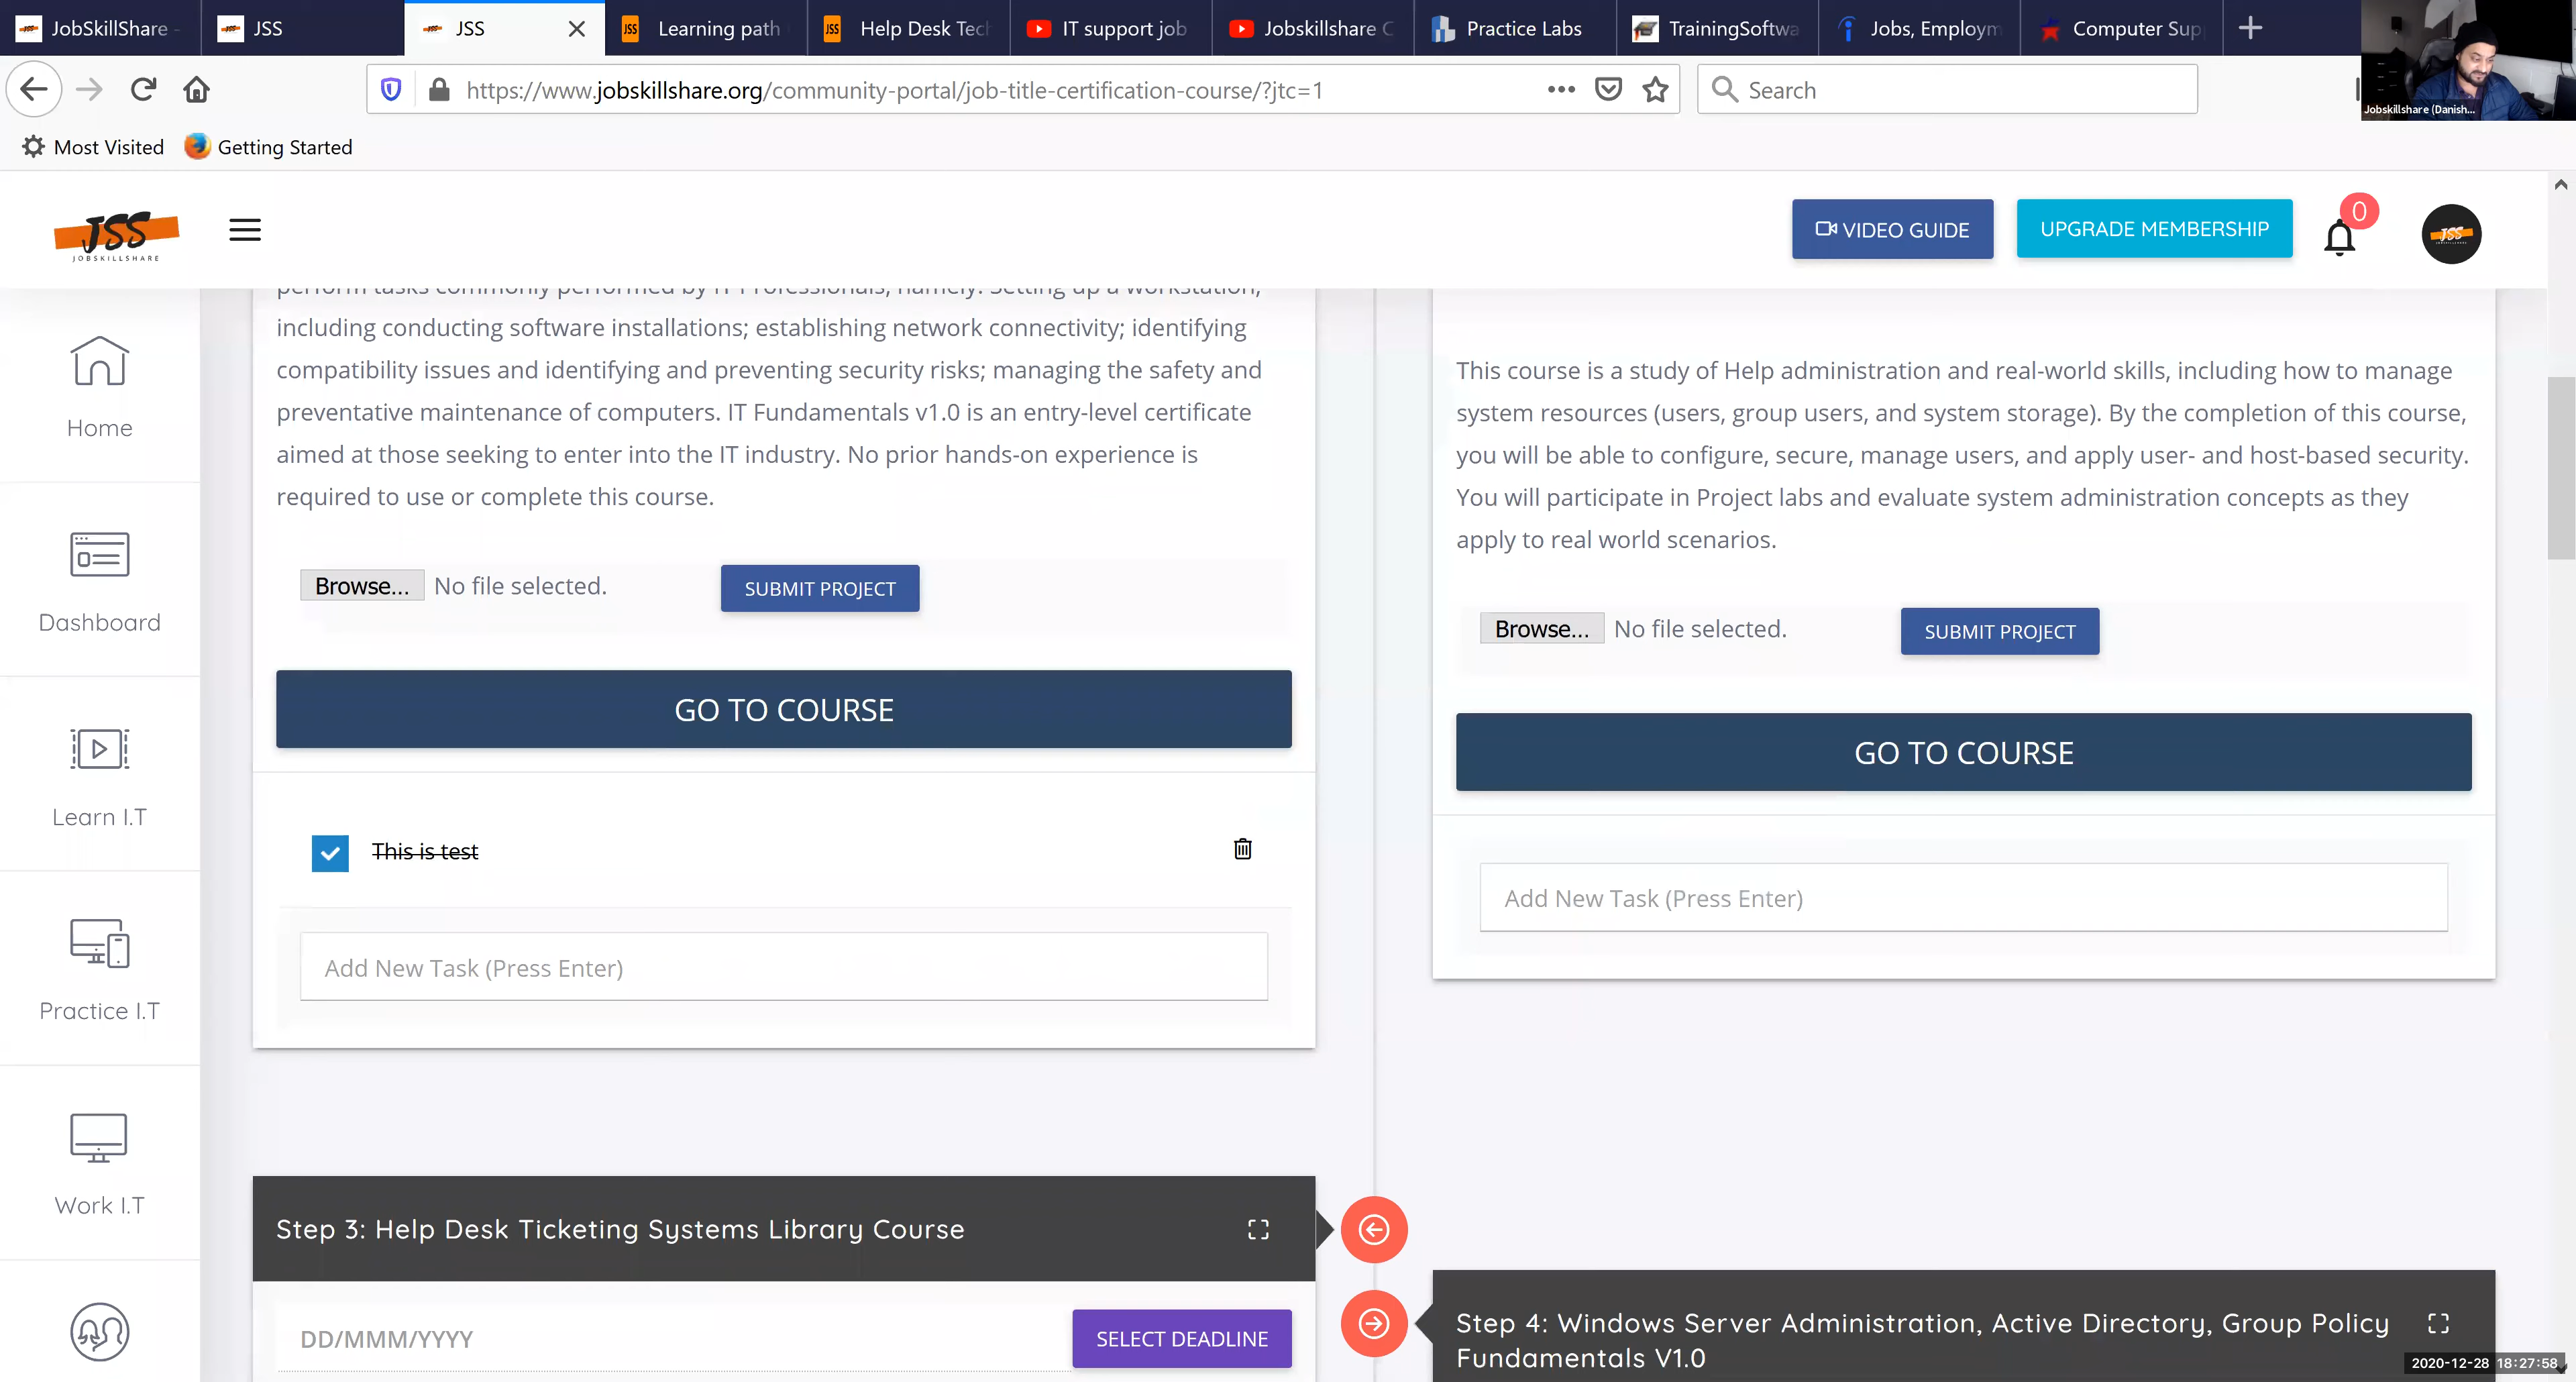 JobSkillShare -
JSS
JSS
Learning path
Help Desk Tec
IT support job
Jobskillshare C
Practice Labs
TrainingSoftwa
Jobs, Employm
Computer Sup
https://www.jobskillshare.org/community-portal/job-title-certification-course/?jtc=1
Search
Jobskillshare (Danish...
Most Visited
Getting Started
JSS
JOBSKILLSHARE
VIDEO GUIDE
UPGRADE MEMBERSHIP
0
JSS
Home
Dashboard
Learn I.T
Practice I.T
Work I.T
perform tasks commonly performed by IT Professionals, namely: Setting up a workstation,
including conducting software installations; establishing network connectivity; identifying
compatibility issues and identifying and preventing security risks; managing the safety and
preventative maintenance of computers. IT Fundamentals v1.0 is an entry-level certificate
aimed at those seeking to enter into the IT industry. No prior hands-on experience is
required to use or complete this course.
Browse... No file selected.
SUBMIT PROJECT
GO TO COURSE
This is test
Add New Task (Press Enter)
Step 3: Help Desk Ticketing Systems Library Course
DD/MMM/YYYY
SELECT DEADLINE
This course is a study of Help administration and real-world skills, including how to manage
system resources (users, group users, and system storage). By the completion of this course,
you will be able to configure, secure, manage users, and apply user- and host-based security.
You will participate in Project labs and evaluate system administration concepts as they
apply to real world scenarios.
Browse... No file selected.
SUBMIT PROJECT
GO TO COURSE
Add New Task (Press Enter)
Step 4: Windows Server Administration, Active Directory, Group Policy
Fundamentals V1.0
2020-12-28 18:27:58